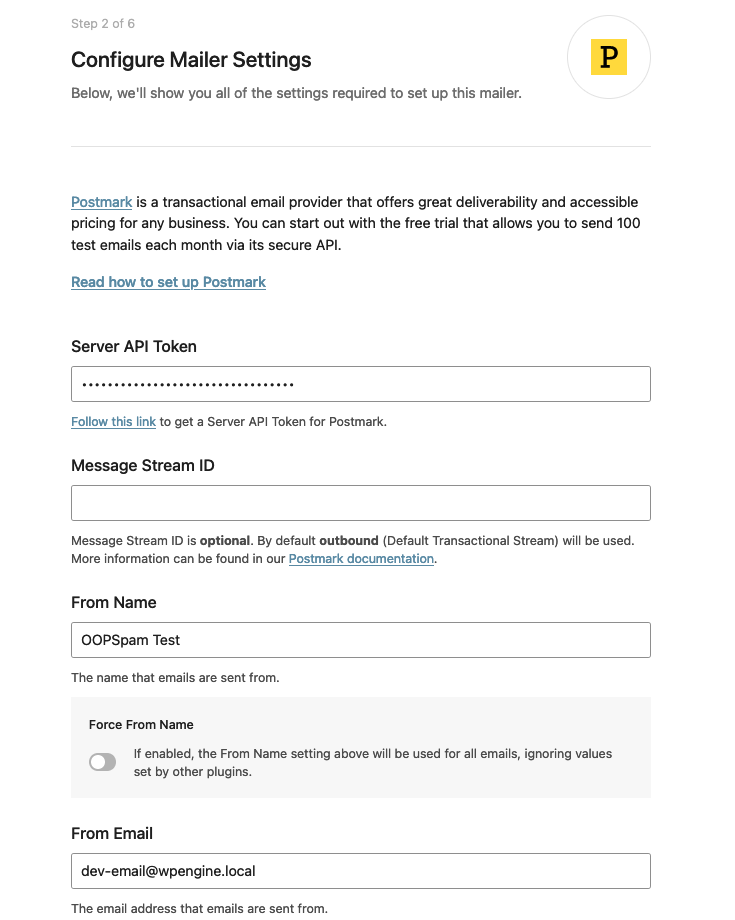 Step 2 of 6
Configure Mailer Settings
P
Below, we'll show you all of the settings required to set up this mailer.
Postmark is a transactional email provider that offers great deliverability and accessible
pricing for any business. You can start out with the free trial that allows you to send 100
test emails each month via its secure API.
Read how to set up Postmark
Server API Token
•••••••••••••••••••••••••••••••••
Follow this link to get a Server API Token for Postmark.
Message Stream ID
Message Stream ID is optional. By default outbound (Default Transactional Stream) will be used.
More information can be found in our Postmark documentation.
From Name
OOPSpam Test
The name that emails are sent from.
Force From Name
If enabled, the From Name setting above will be used for all emails, ignoring values
set by other plugins.
From Email
dev-email@wpengine.local
The email address that emails are sent from.